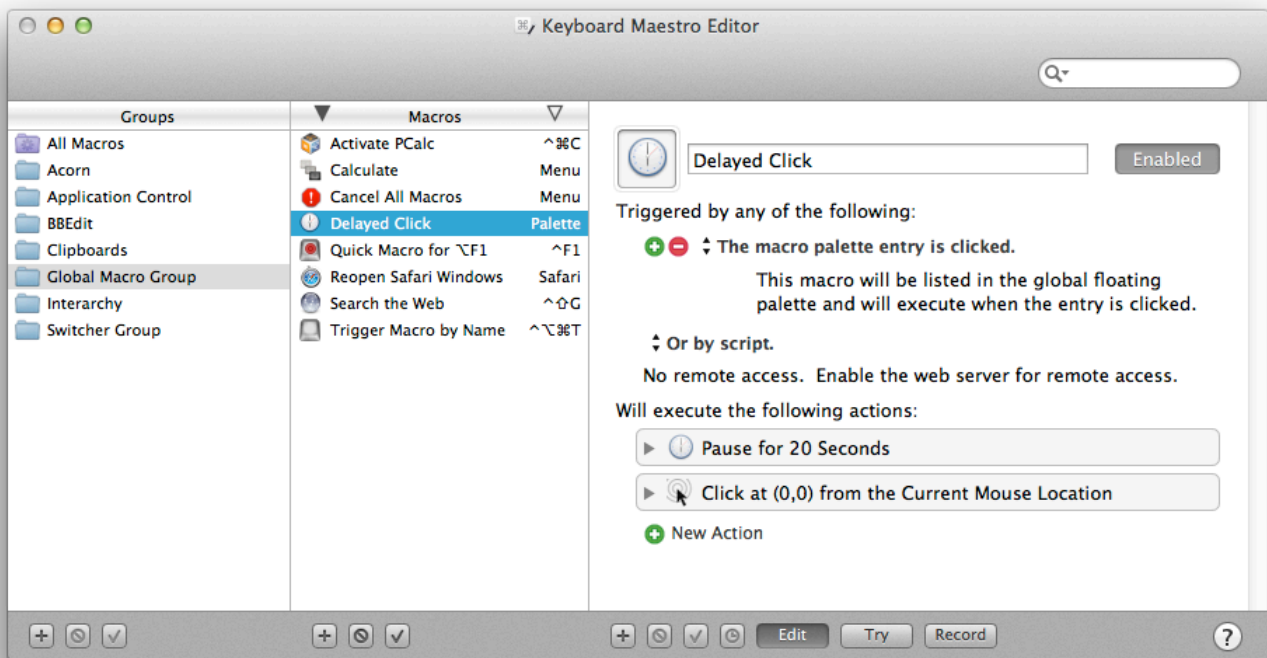 Keyboard Maestro Editor
Groups
All Macros
Acorn
Application Control
BBEdit
Clipboards
Global Macro Group
Interarchy
Switcher Group
Macros
Activate PCalc ^⌘C
Calculate Menu
Cancel All Macros Menu
Delayed Click Palette
Quick Macro for ⌥F1 ^F1
Reopen Safari Windows Safari
Search the Web ^⇧G
Trigger Macro by Name ^⌥⌘T
Delayed Click
Enabled
Triggered by any of the following:
The macro palette entry is clicked.
This macro will be listed in the global floating
palette and will execute when the entry is clicked.
Or by script.
No remote access. Enable the web server for remote access.
Will execute the following actions:
Pause for 20 Seconds
Click at (0,0) from the Current Mouse Location
New Action
Edit Try Record ?